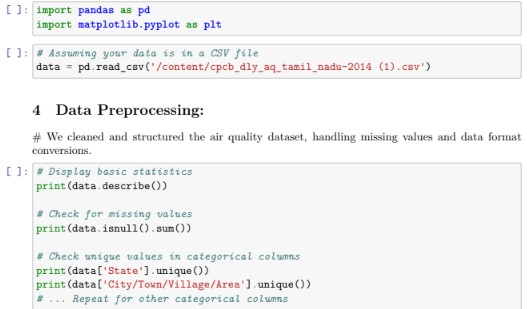 [ ]: import pandas as pd
import matplotlib.pyplot as plt
[ ]: # Assuming your data is in a CSV file
data = pd.read_csv('/content/cpcb_dly_aq_tamil_nadu-2014 (1).csv')
4 Data Preprocessing:
# We cleaned and structured the air quality dataset, handling missing values and data format
conversions.
[ ]: # Display basic statistics
print(data.describe())
# Check for missing values
print(data.isnull().sum())
# Check unique values in categorical columns
print(data['State'].unique())
print(data['City/Town/Village/Area'].unique())
# ... Repeat for other categorical columns